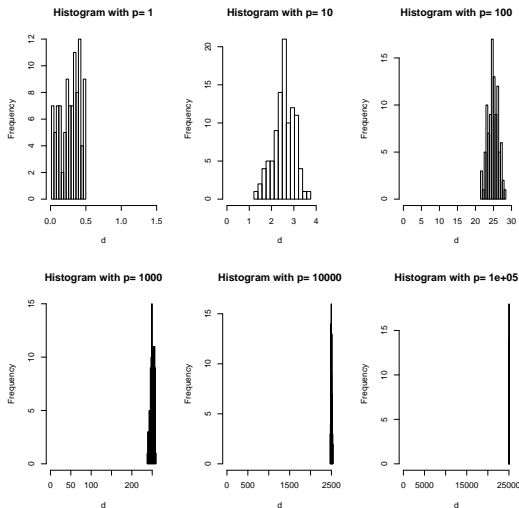 Histogram with p= 1
Frequency
0 2 4 6 8 10 12
0.0 0.5 1.0 1.5
d
Histogram with p= 10
Frequency
0 5 10 15 20
0 1 2 3 4
d
Histogram with p= 100
Frequency
0 5 10 15
0 5 10 15 20 25 30
d
Histogram with p= 1000
Frequency
0 5 10 15
0 50 100 200
d
Histogram with p= 10000
Frequency
0 5 10 15
0 500 1500 2500
d
Histogram with p= 1e+05
Frequency
0 5 10 15
0 5000 15000 25000
d